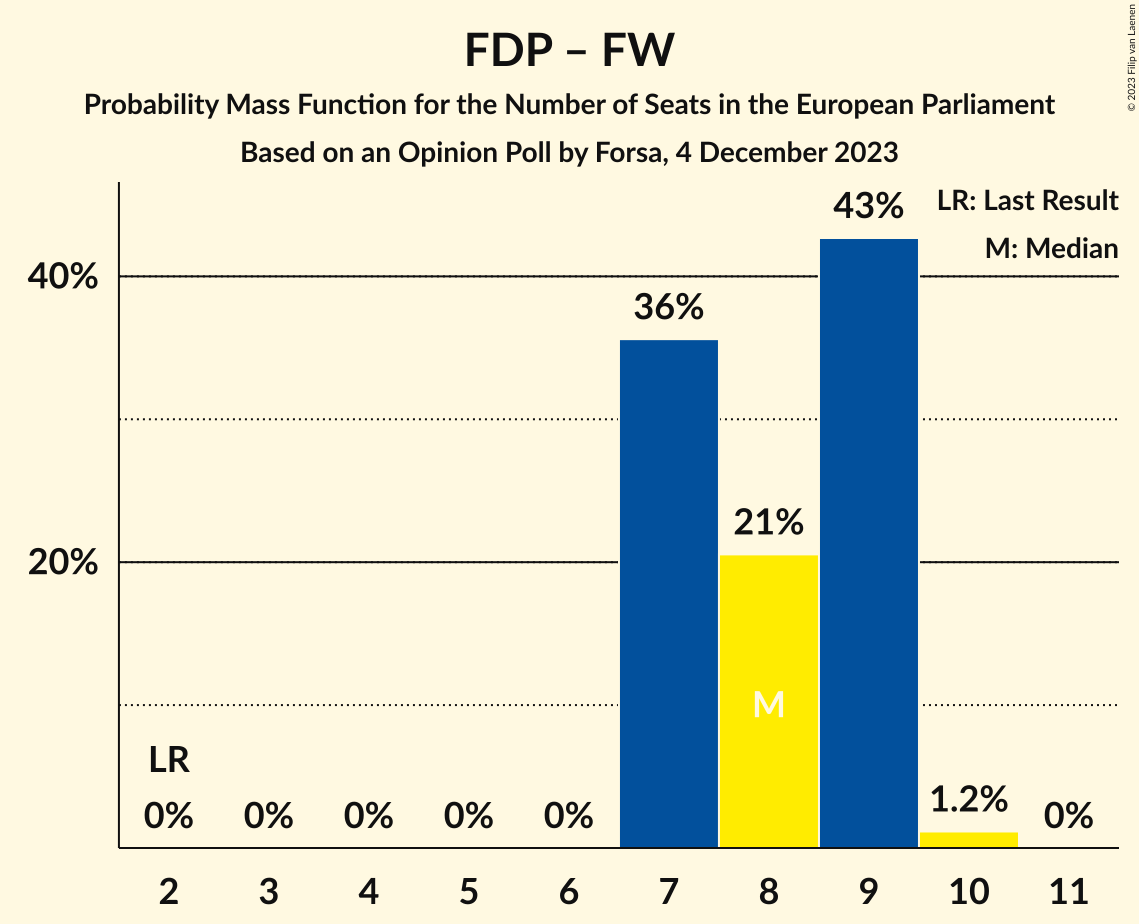 FDP – FW
Probability Mass Function for the Number of Seats in the European Parliament
Based on an Opinion Poll by Forsa, 4 December 2023
© 2023 Filip van Laenen
LR: Last Result
M: Median
43%
40%
36%
21%
20%
M
LR
0%
0%
0%
0%
0%
1.2%
0%
2 3 4 5 6 7 8 9 10 11